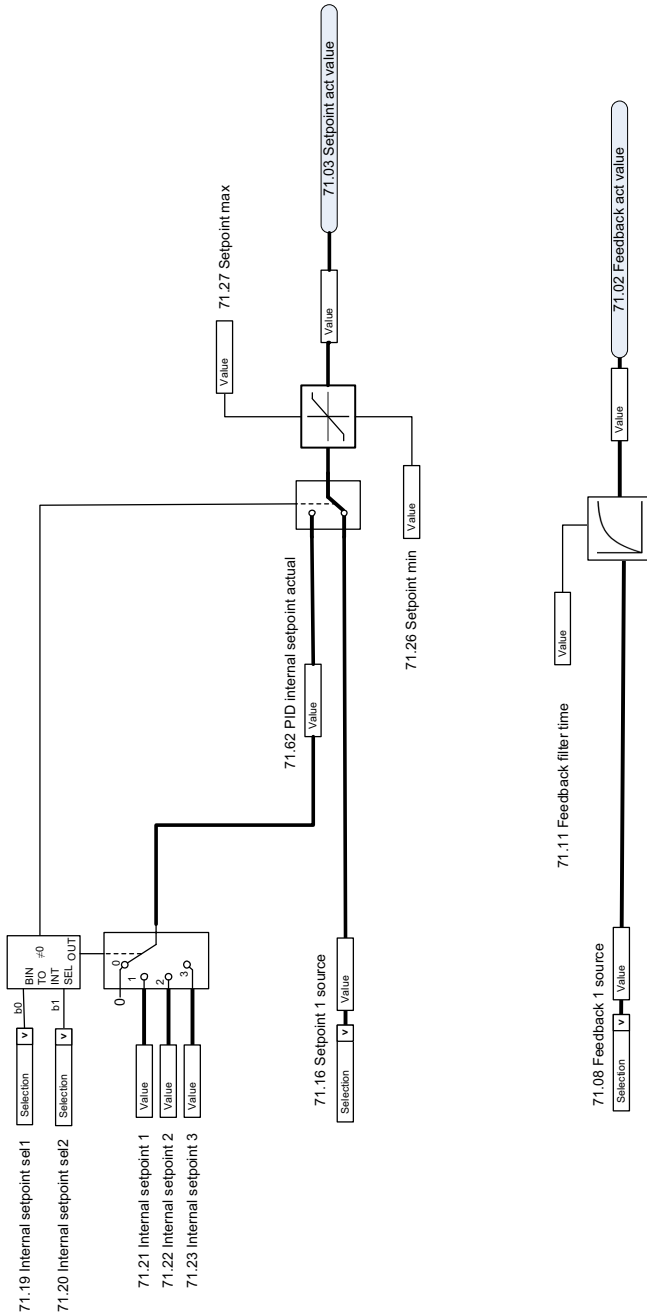 71.19 Internal setpoint sel1
Selection
v
b0
71.20 Internal setpoint sel2
Selection
v
b1
BIN
TO
INT
SEL
≠0
OUT
71.21 Internal setpoint 1
Value
71.22 Internal setpoint 2
Value
71.23 Internal setpoint 3
Value
0
0
1
2
3
71.62 PID internal setpoint actual
Value
71.16 Setpoint 1 source
Selection
v
Value
71.27 Setpoint max
Value
71.26 Setpoint min
Value
Value
71.03 Setpoint act value
71.11 Feedback filter time
Value
71.08 Feedback 1 source
Selection
v
Value
Value
71.02 Feedback act value